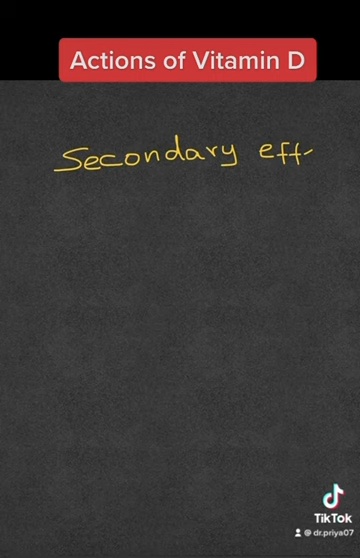 Actions of Vitamin D
Secondary eff
TikTok
@ dr.priya07